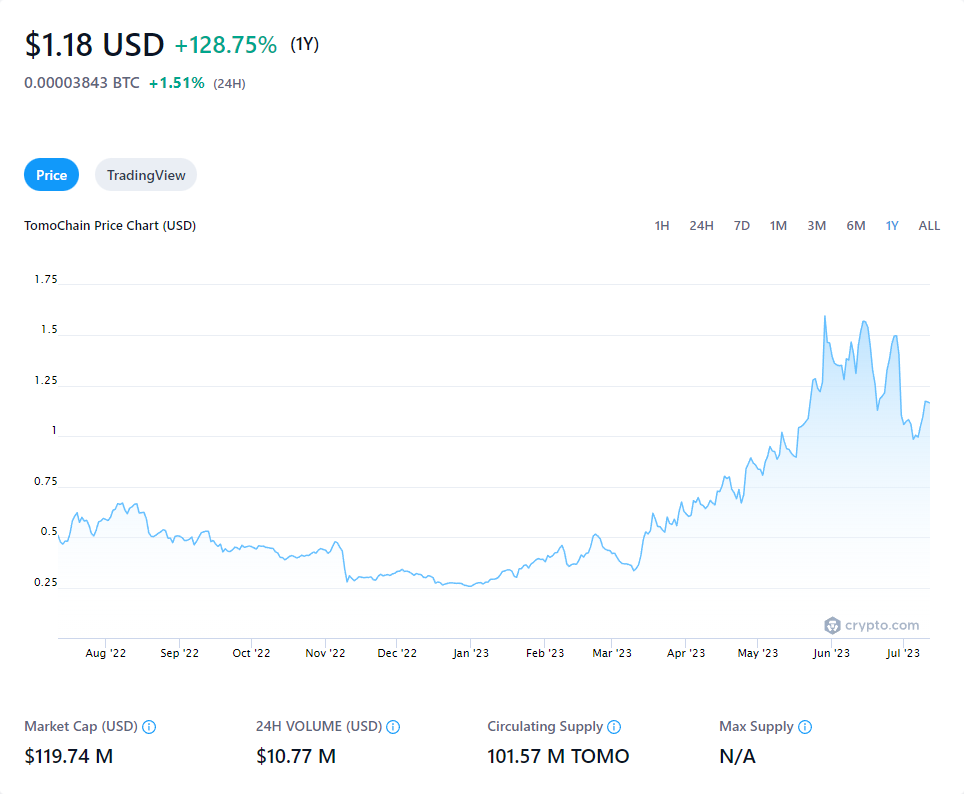 $1.18 USD +128.75% (1Y)
0.00003843 BTC +1.51% (24H)
Price TradingView
TomoChain Price Chart (USD) 1H 24H 7D 1M 3M 6M 1Y ALL
1.75
1.5
1.25
1
0.75
0.5
0.25
crypto.com
Aug '22 Sep '22 Oct '22 Nov '22 Dec '22 Jan '23 Feb '23 Mar '23 Apr '23 May '23 Jun '23 Jul '23
Market Cap (USD) 24H VOLUME (USD) Circulating Supply Max Supply
$119.74 M $10.77 M 101.57 M TOMO N/A